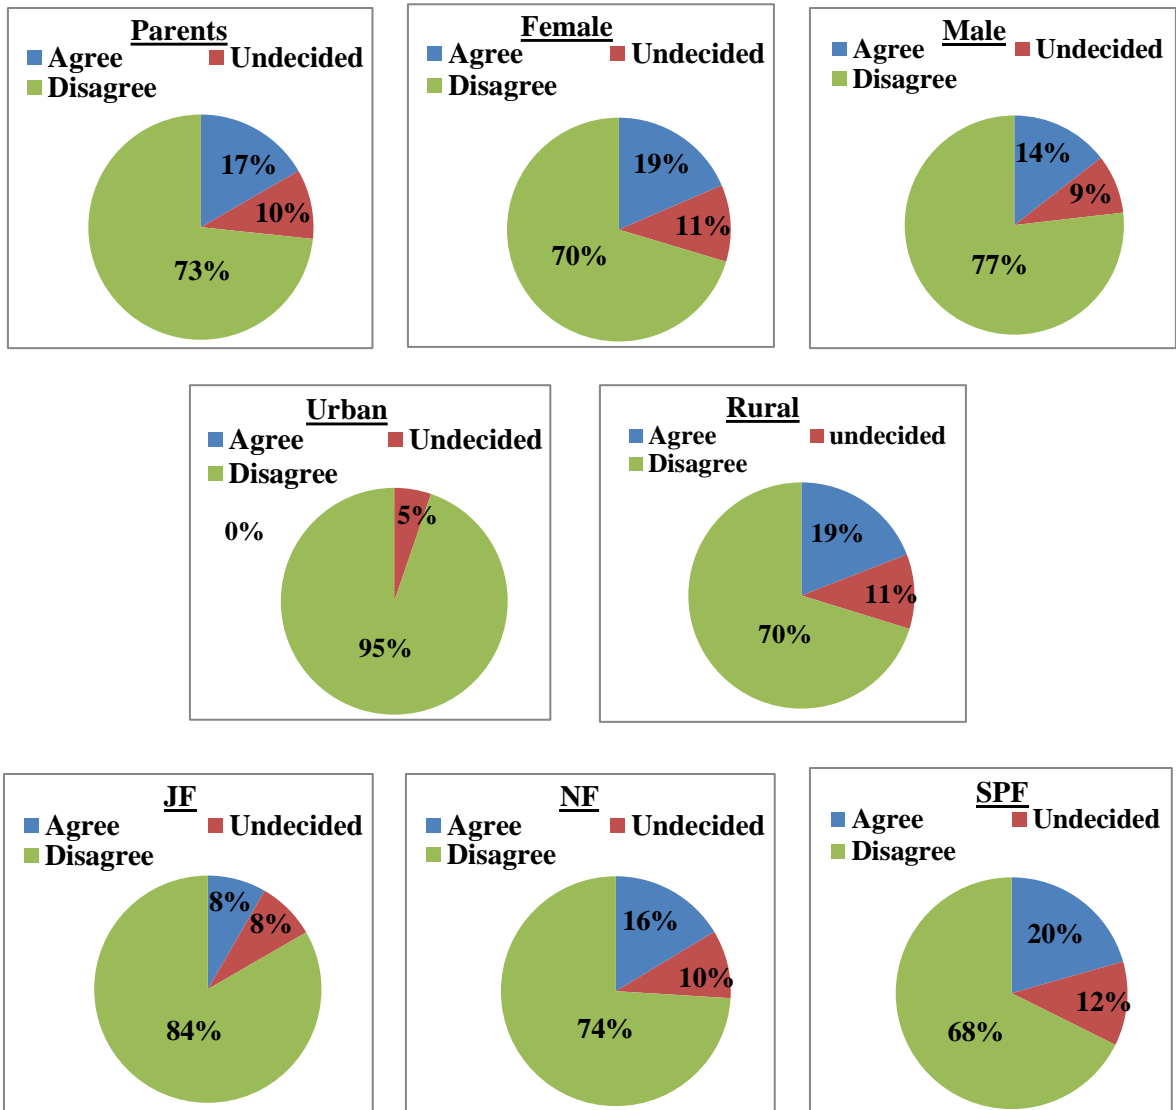 Parents
Agree Undecided
Disagree
17%
10%
73%
Female
Agree Undecided
Disagree
19%
11%
70%
Male
Agree Undecided
Disagree
14%
9%
77%
Urban
Agree Undecided
Disagree
0%
5%
95%
Rural
Agree undecided
Disagree
19%
11%
70%
JF
Agree Undecided
Disagree
8%
8%
84%
NF
Agree Undecided
Disagree
16%
10%
74%
SPF
Agree Undecided
Disagree
20%
12%
68%